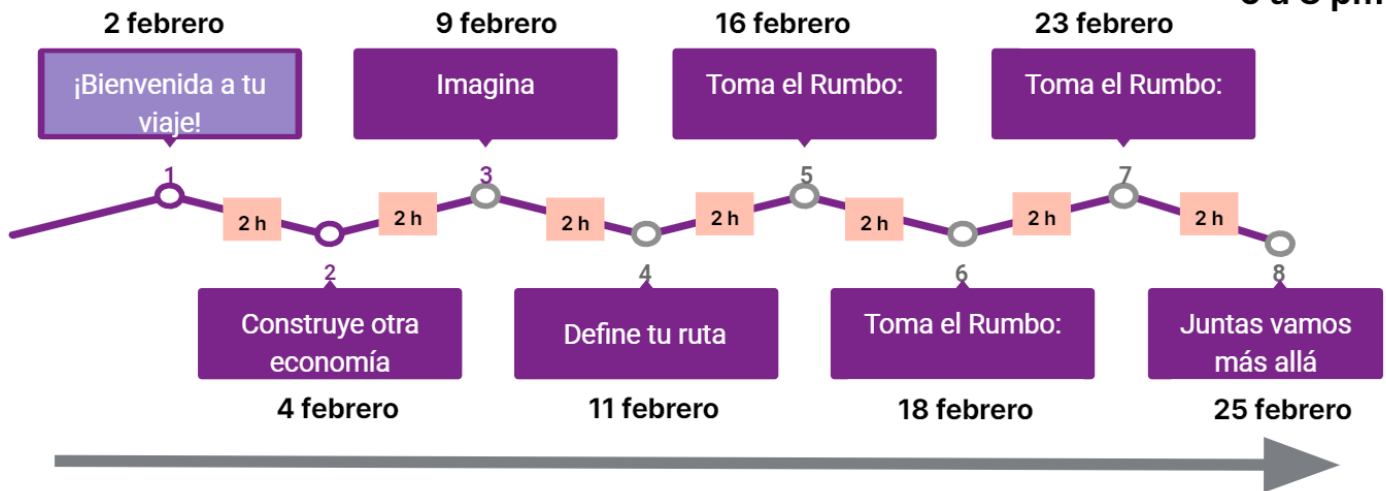 2 febrero
9 febrero
16 febrero
23 febrero
¡Bienvenida a tu
viaje!
Imagina
Toma el Rumbo:
Toma el Rumbo:
1
3
5
7
2 h
2 h
2 h
2 h
2 h
2 h
2 h
2
4
6
8
Construye otra
economía
Define tu ruta
Toma el Rumbo:
Juntas vamos
más allá
4 febrero
11 febrero
18 febrero
25 febrero